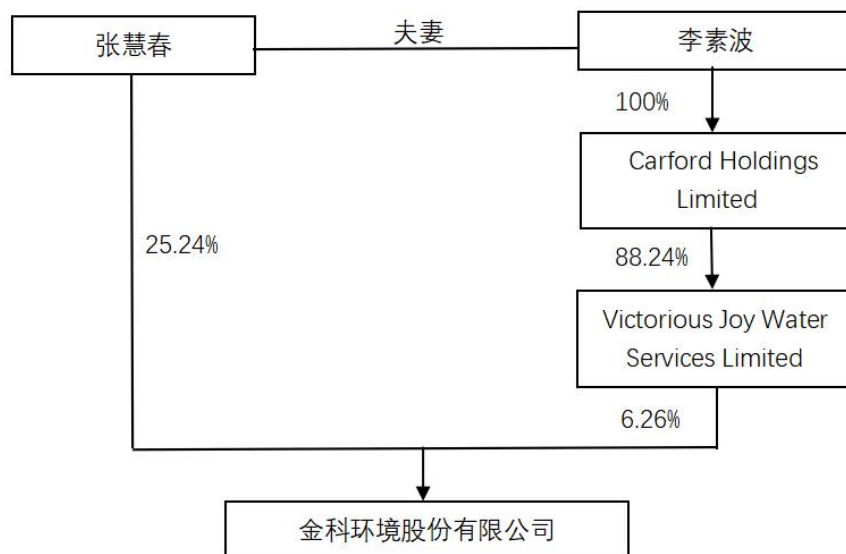 张慧春
夫妻
李素波
100%
Carford Holdings
Limited
25.24%
88.24%
Victorious Joy Water
Services Limited
6.26%
金科环境股份有限公司